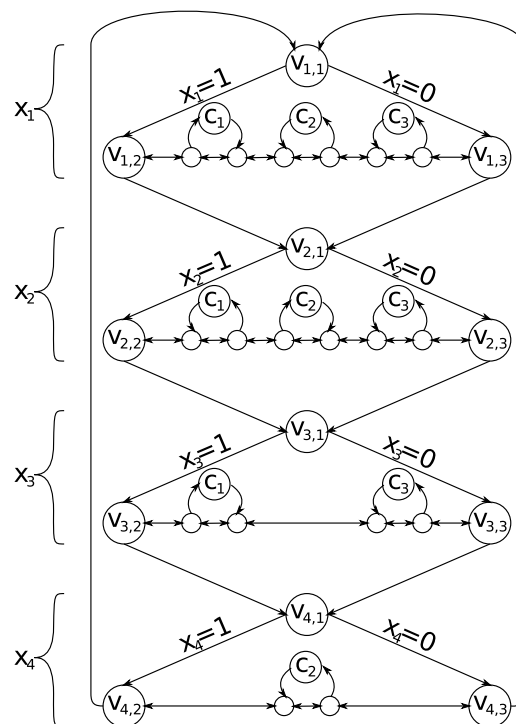 V1,1
x1=1 x1=0
x1
C1 C2 C3
V1,2 V1,3
V2,1
x2=1 x2=0
x2
C1 C2 C3
V2,2 V2,3
V3,1
x3=1 x3=0
x3
C1 C3
V3,2 V3,3
V4,1
x4=1 x4=0
x4
C2
V4,2 V4,3